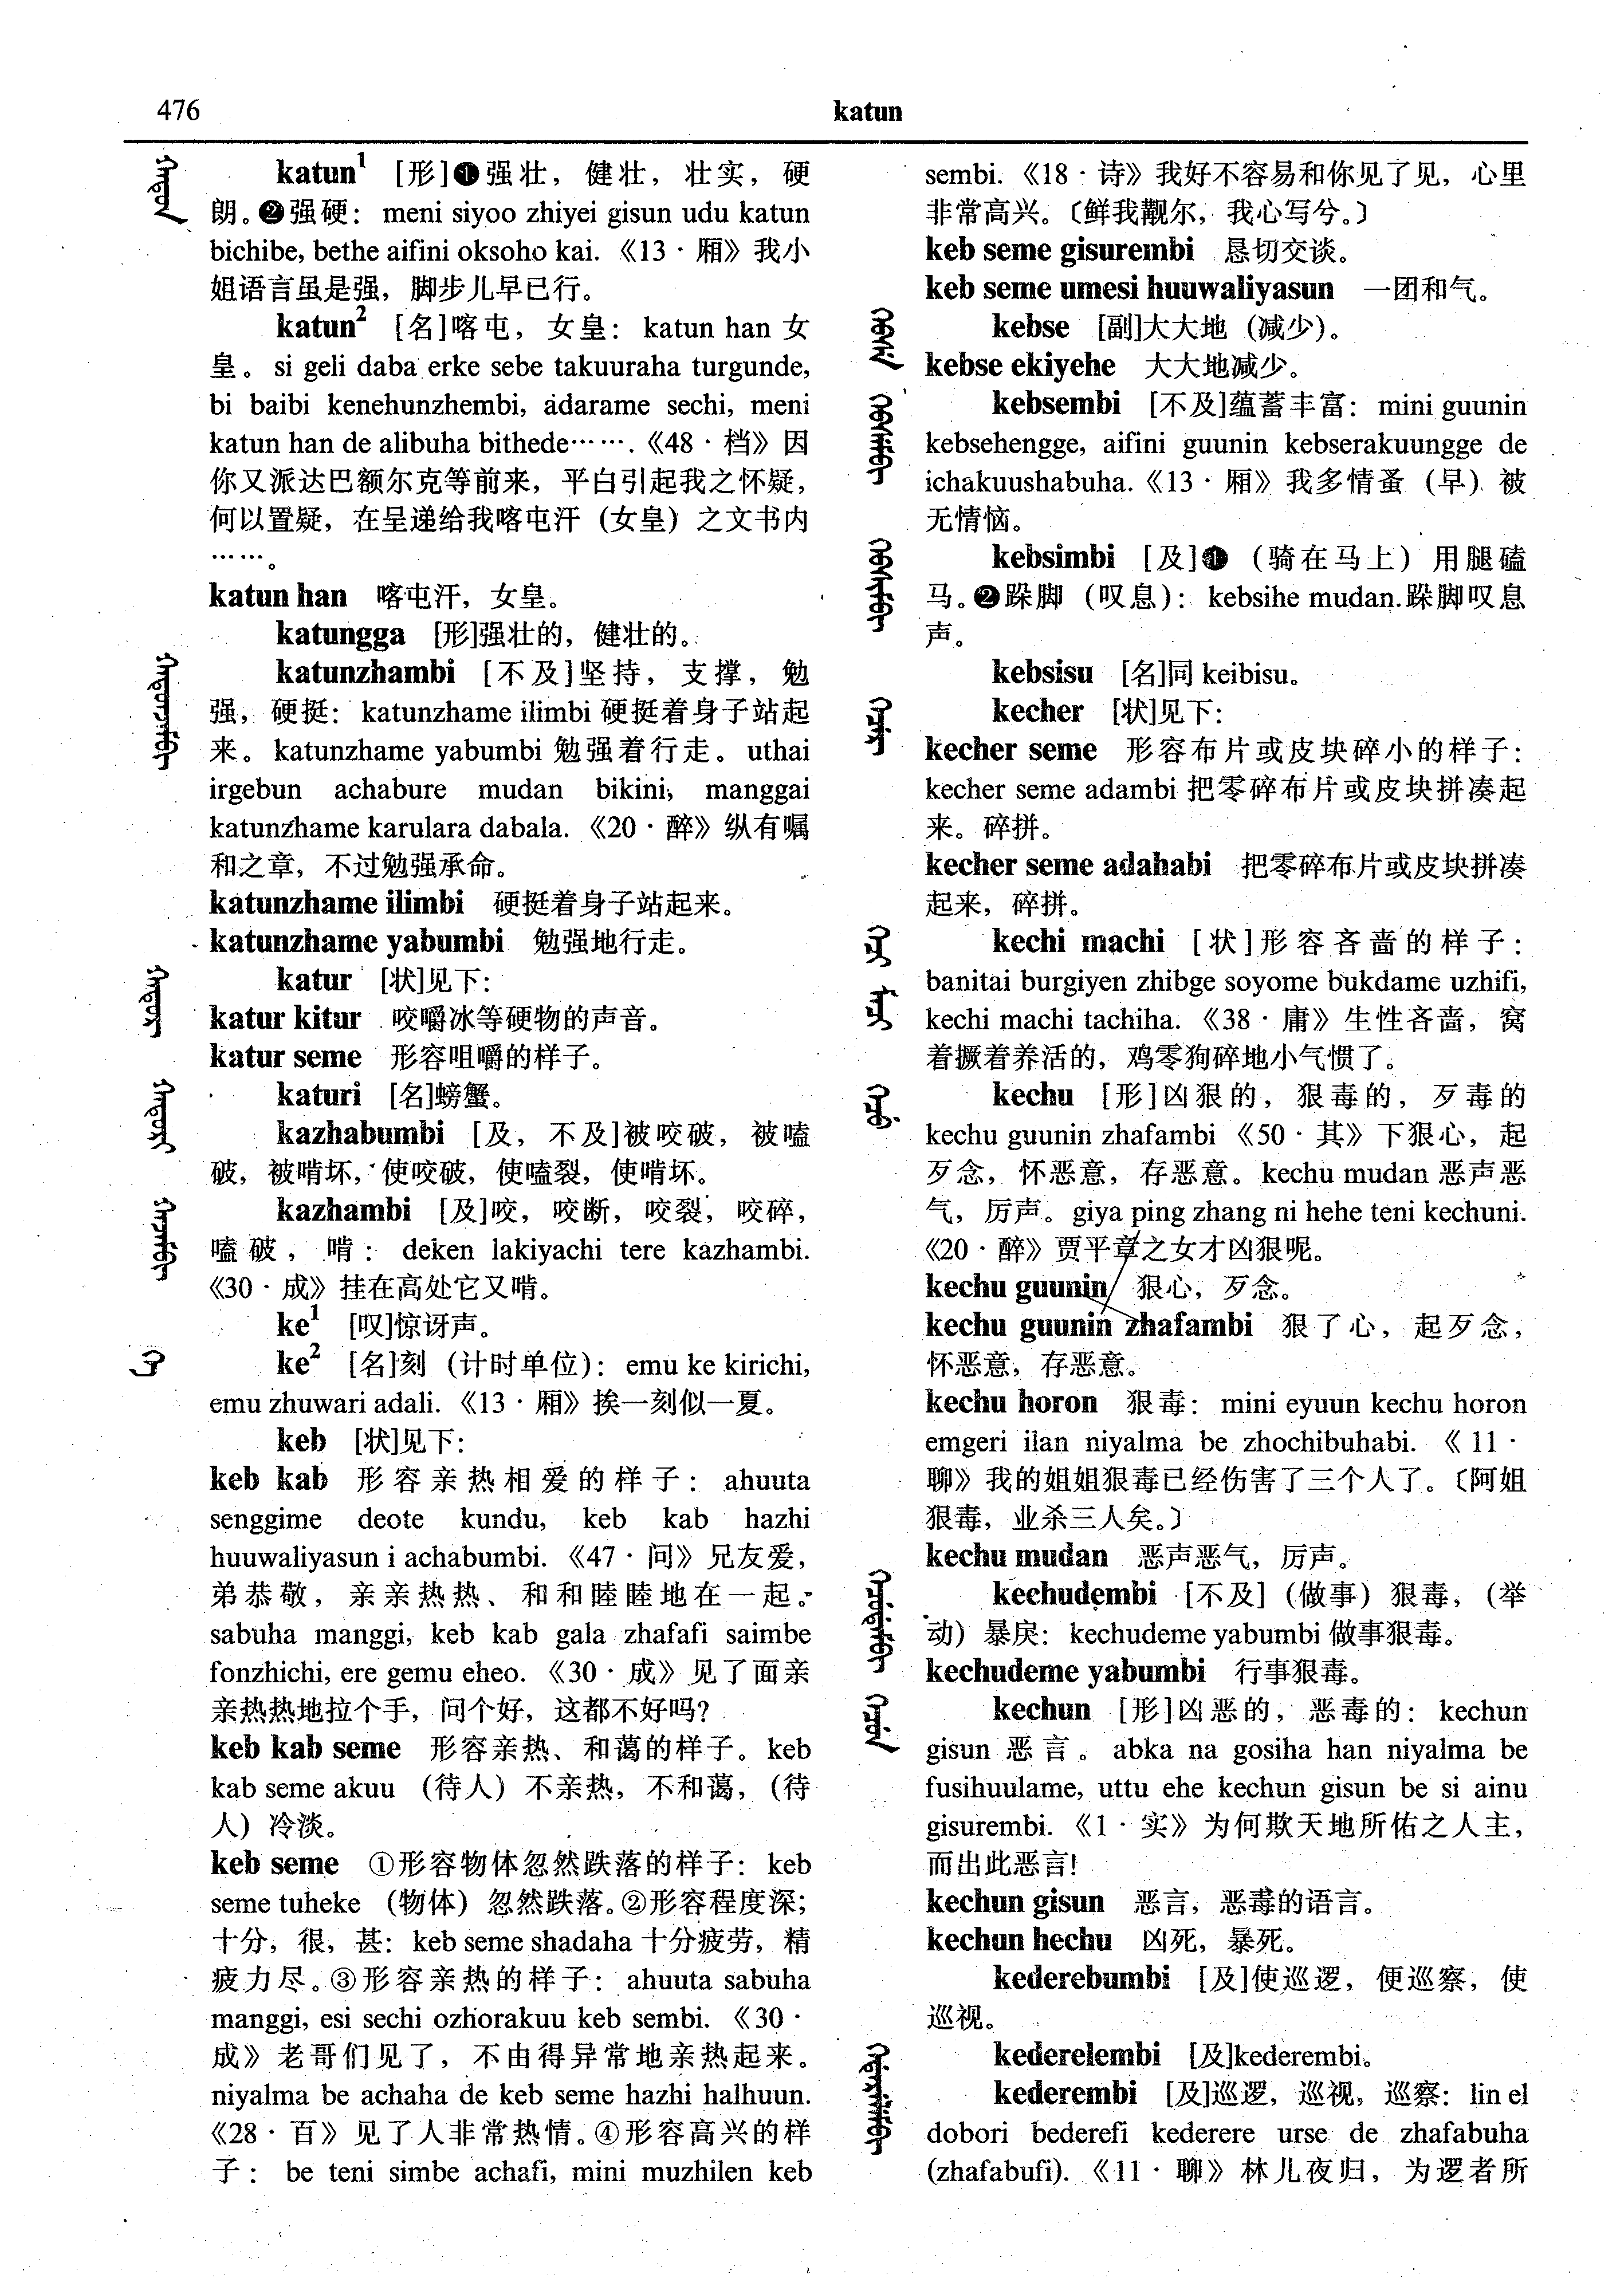 476
katun
katun¹ [形]❶强壮，健壮，壮实，硬
朗。❷强硬：meni siyoo zhiyei gisun udu katun
bichibe, bethe aifini oksoho kai. 《13 · 厢》我小
姐语言虽是强，脚步儿早已行。
katun² [名]喀屯，女皇：katun han 女
皇。si geli daba erke sebe takuuraha turgunde,
bi baibi kenehunzhembi, adarame sechi, meni
katun han de alibuha bithede…….《48 · 档》因
你又派达巴额尔克等前来，平白引起我之怀疑，
何以置疑，在呈递给我喀屯汗（女皇）之文书内
……。
katun han 喀屯汗，女皇。
katungga [形]强壮的，健壮的。
katunzhambi [不及]坚持，支撑，勉
强，硬挺：katunzhame ilimbi 硬挺着身子站起
来。katunzhame yabumbi 勉强着行走。uthai
irgebun achabure mudan bikini, manggai
katunzhame karulara dabala. 《20 · 醉》纵有嘱
和之章，不过勉强承命。
katunzhame ilimbi 硬挺着身子站起来。
katunzhame yabumbi 勉强地行走。
katur [状]见下：
katur kitur 咬嚼冰等硬物的声音。
katur seme 形容咀嚼的样子。
katuri [名]螃蟹。
kazhabumbi [及，不及]被咬破，被嗑
破，被啃坏，使咬破，使嗑裂，使啃坏。
kazhambi [及]咬，咬断，咬裂，咬碎，
嗑破，啃：deken lakiyachi tere kazhambi.
《30 · 成》挂在高处它又啃。
ke¹ [叹]惊讶声。
ke² [名]刻（计时单位）：emu ke kirichi,
emu zhuwari adali. 《13 · 厢》挨一刻似一夏。
keb [状]见下：
keb kab 形容亲热相爱的样子：ahuuta
senggime deote kundu, keb kab hazhi
huuwaliyasun i achabumbi. 《47 · 问》兄友爱，
弟恭敬，亲亲热热、和和睦睦地在一起。
sabuha manggi, keb kab gala zhafafi saimbe
fonzhichi, ere gemu eheo. 《30 · 成》见了面亲
亲热热地拉个手，问个好，这都不好吗？
keb kab seme 形容亲热、和蔼的样子。keb
kab seme akuu （待人）不亲热，不和蔼，（待
人）冷淡。
keb seme ①形容物体忽然跌落的样子：keb
seme tuheke （物体）忽然跌落。②形容程度深；
十分，很，甚：keb seme shadaha 十分疲劳，精
疲力尽。③形容亲热的样子：ahuuta sabuha
manggi, esi sechi ozhorakuu keb sembi. 《30 ·
成》老哥们见了，不由得异常地亲热起来。
niyalma be achaha de keb seme hazhi halhuun.
《28 · 百》见了人非常热情。④形容高兴的样
子：be teni simbe achafi, mini muzhilen keb
sembi. 《18 · 诗》我好不容易和你见了见，心里
非常高兴。〔鲜我觏尔，我心写兮。〕
keb seme gisurembi 恳切交谈。
keb seme umesi huuwaliyasun 一团和气。
kebse [副]大大地（减少）。
kebse ekiyehe 大大地减少。
kebsembi [不及]蕴蓄丰富：mini guunin
kebsehengge, aifini guunin kebserakuungge de
ichakuushabuha.《13 · 厢》我多情蚤（早）被
无情恼。
kebsimbi [及]❶（骑在马上）用腿磕
马。❷跺脚（叹息）：kebsihe mudan.跺脚叹息
声。
kebsisu [名]同 keibisu。
kecher [状]见下：
kecher seme 形容布片或皮块碎小的样子：
kecher seme adambi 把零碎布片或皮块拼凑起
来。碎拼。
kecher seme adahabi 把零碎布片或皮块拼凑
起来，碎拼。
kechi machi [状]形容吝啬的样子：
banitai burgiyen zhibge soyome bukdame uzhifi,
kechi machi tachiha. 《38 · 庸》生性吝啬，窝
着撅着养活的，鸡零狗碎地小气惯了。
kechu [形]凶狠的，狠毒的，歹毒的
kechu guunin zhafambi 《50 · 其》下狠心，起
歹念，怀恶意，存恶意。kechu mudan 恶声恶
气，厉声。giya ping zhang ni hehe teni kechuni.
《20 · 醉》贾平章之女才凶狠呢。
kechu guunin 狠心，歹念。
kechu guunin zhafambi 狠了心，起歹念，
怀恶意，存恶意。
kechu horon 狠毒：mini eyuun kechu horon
emgeri ilan niyalma be zhochibuhabi. 《11 ·
聊》我的姐姐狠毒已经伤害了三个人了。〔阿姐
狠毒，业杀三人矣。〕
kechu mudan 恶声恶气，厉声。
kechudembi [不及]（做事）狠毒，（举
动）暴戾：kechudeme yabumbi 做事狠毒。
kechudeme yabumbi 行事狠毒。
kechun [形]凶恶的，恶毒的：kechun
gisun 恶言。abka na gosiha han niyalma be
fusihuulame, uttu ehe kechun gisun be si ainu
gisurembi. 《1 · 实》为何欺天地所佑之人主，
而出此恶言！
kechun gisun 恶言，恶毒的语言。
kechun hechu 凶死，暴死。
kederebumbi [及]使巡逻，便巡察，使
巡视。
kederelembi [及]kederembi。
kederembi [及]巡逻，巡视，巡察：lin el
dobori bederefi kederere urse de zhafabuha
(zhafabufi). 《11 · 聊》林儿夜归，为逻者所